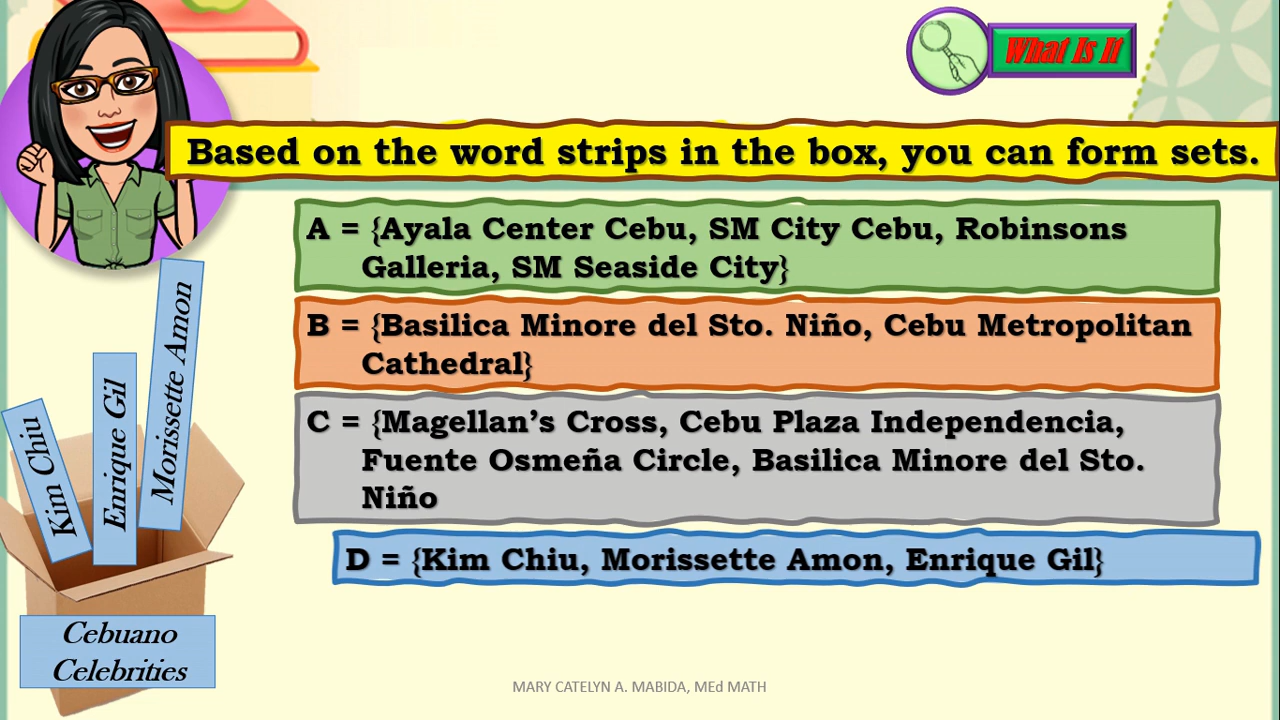 What Is It
Based on the word strips in the box, you can form sets.
A = {Ayala Center Cebu, SM City Cebu, Robinsons
Galleria, SM Seaside City}
B = {Basilica Minore del Sto. Niño, Cebu Metropolitan
Cathedral}
C = {Magellan’s Cross, Cebu Plaza Independencia,
Fuente Osmeña Circle, Basilica Minore del Sto.
Niño
D = {Kim Chiu, Morissette Amon, Enrique Gil}
Kim Chiu
Enrique Gil
Morissette Amon
Cebuano
Celebrities
MARY CATELYN A. MABIDA, MEd MATH